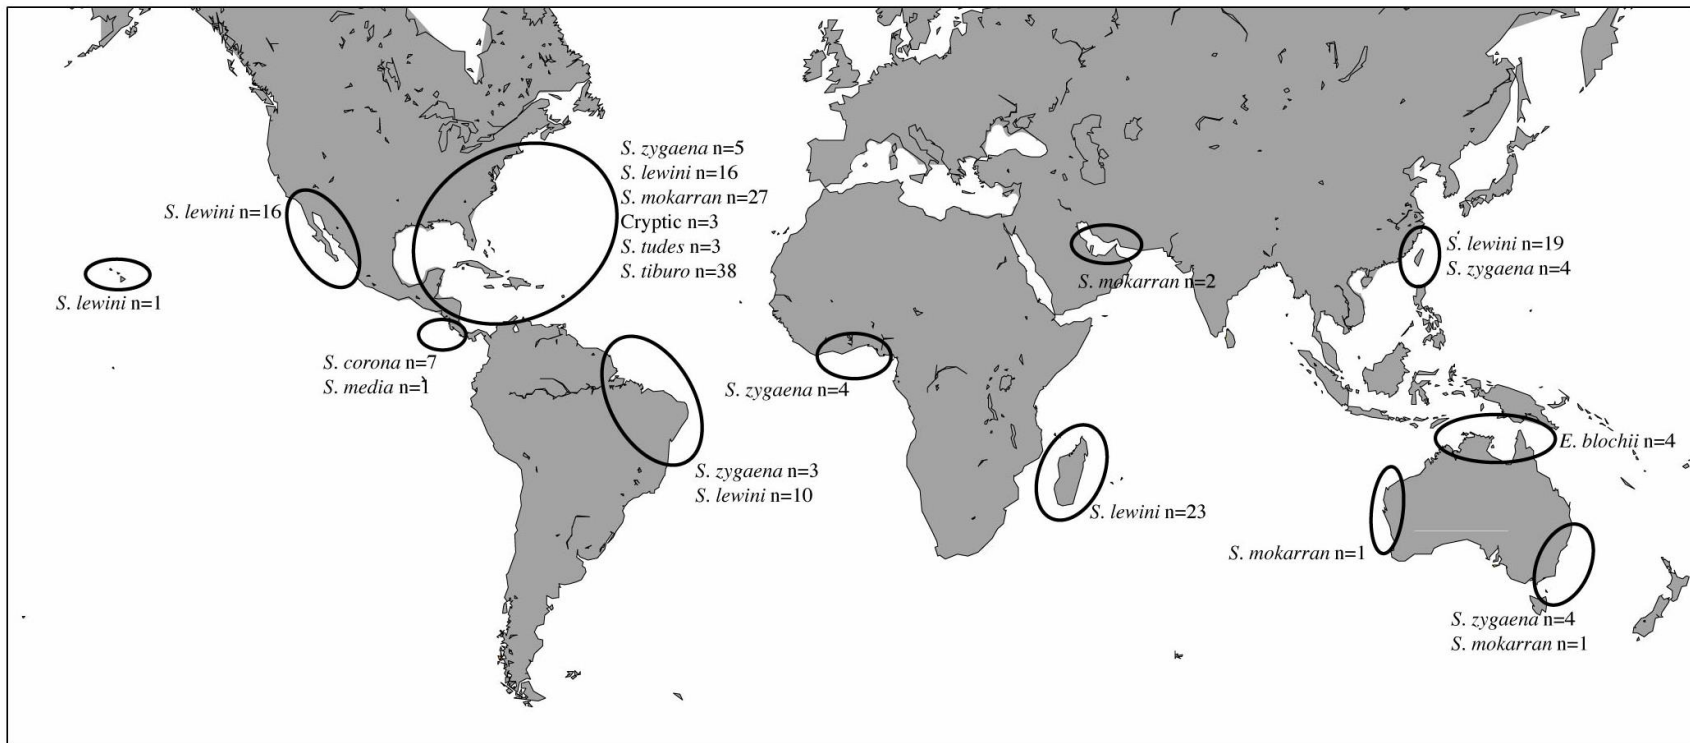 S. zygaena n=5
S. lewini n=16
S. mokarran n=27
Cryptic n=3
S. tudes n=3
S. tiburo n=38
S. lewini n=16
S. lewini n=1
S. corona n=7
S. media n=1
S. zygaena n=3
S. lewini n=10
S. zygaena n=4
S. mokarran n=2
S. lewini n=23
S. lewini n=19
S. zygaena n=4
E. blochii n=4
S. mokarran n=1
S. zygaena n=4
S. mokarran n=1